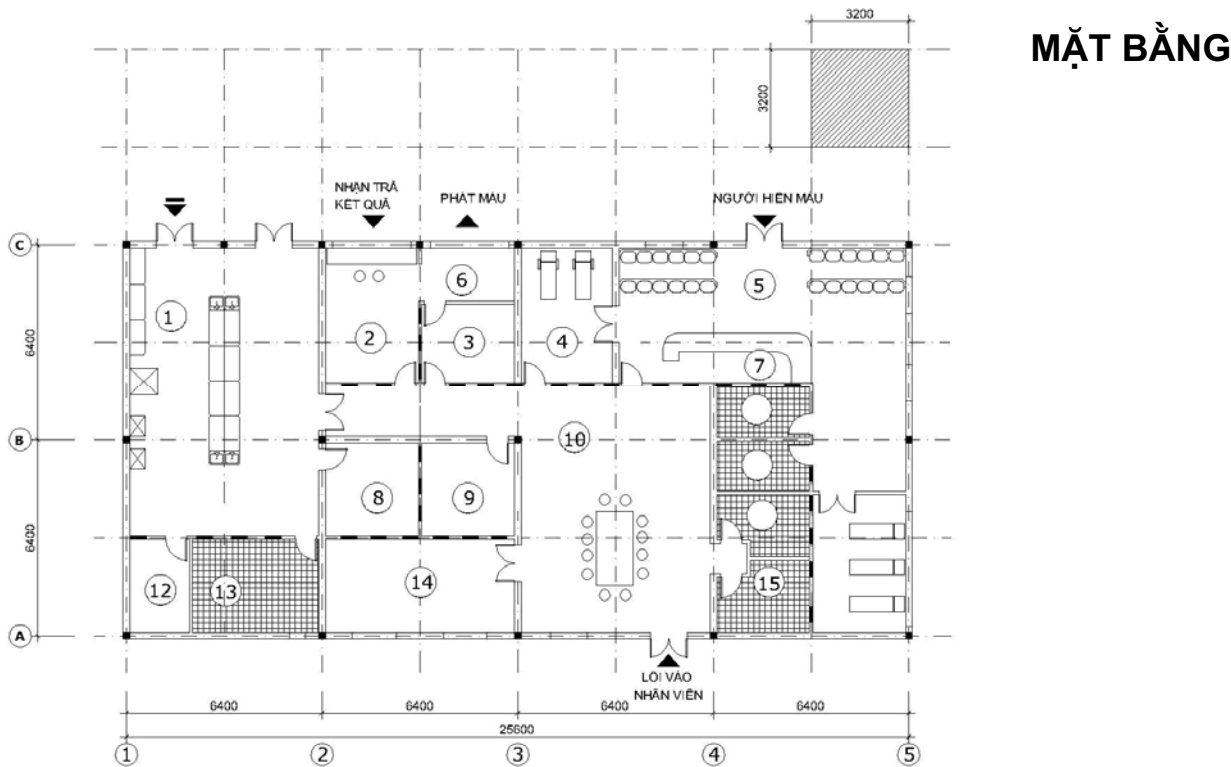 3200
MẶT BẰNG
3200
NHẬN TRẢ
KẾT QUẢ
PHÁT MÁU
NGƯỜI HIẾN MÁU
C
6
5
1
2
3
4
7
6400
B
10
8
9
6400
12
13
14
15
A
LỐI VÀO
NHÂN VIÊN
6400
6400
6400
6400
25600
1
2
3
4
5